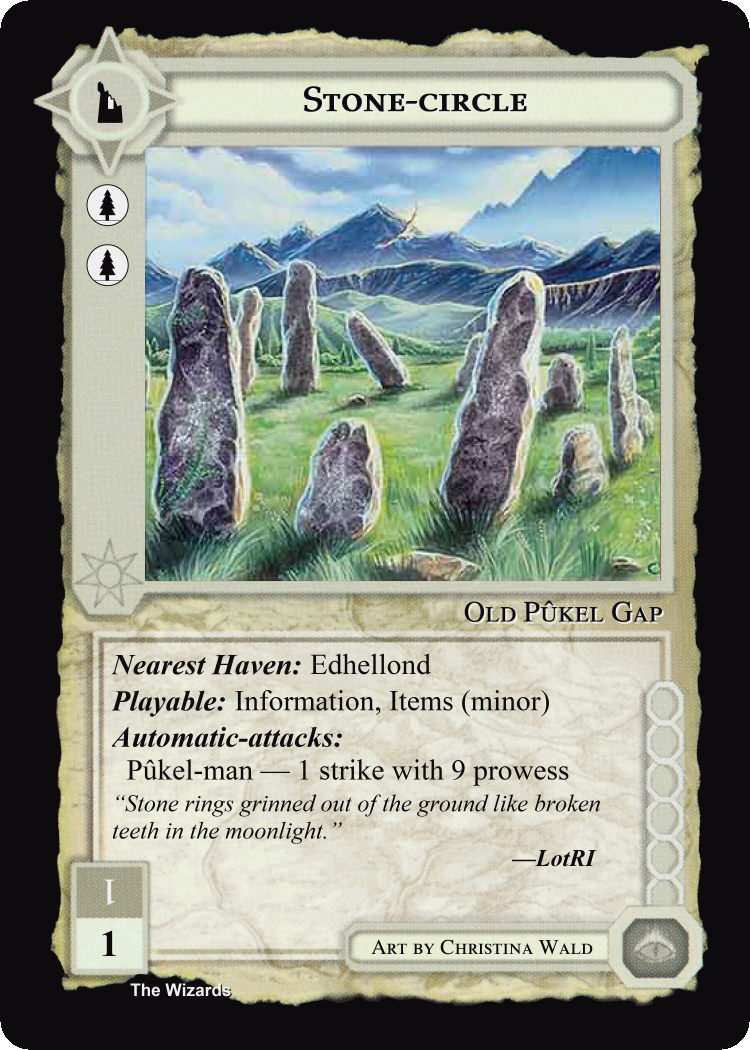 Stone-circle
Old Pûkel Gap
Nearest Haven: Edhellond
Playable: Information, Items (minor)
Automatic-attacks:
Pûkel-man — 1 strike with 9 prowess
“Stone rings grinned out of the ground like broken
teeth in the moonlight.”
—LotRI
1
1
Art by Christina Wald
The Wizards